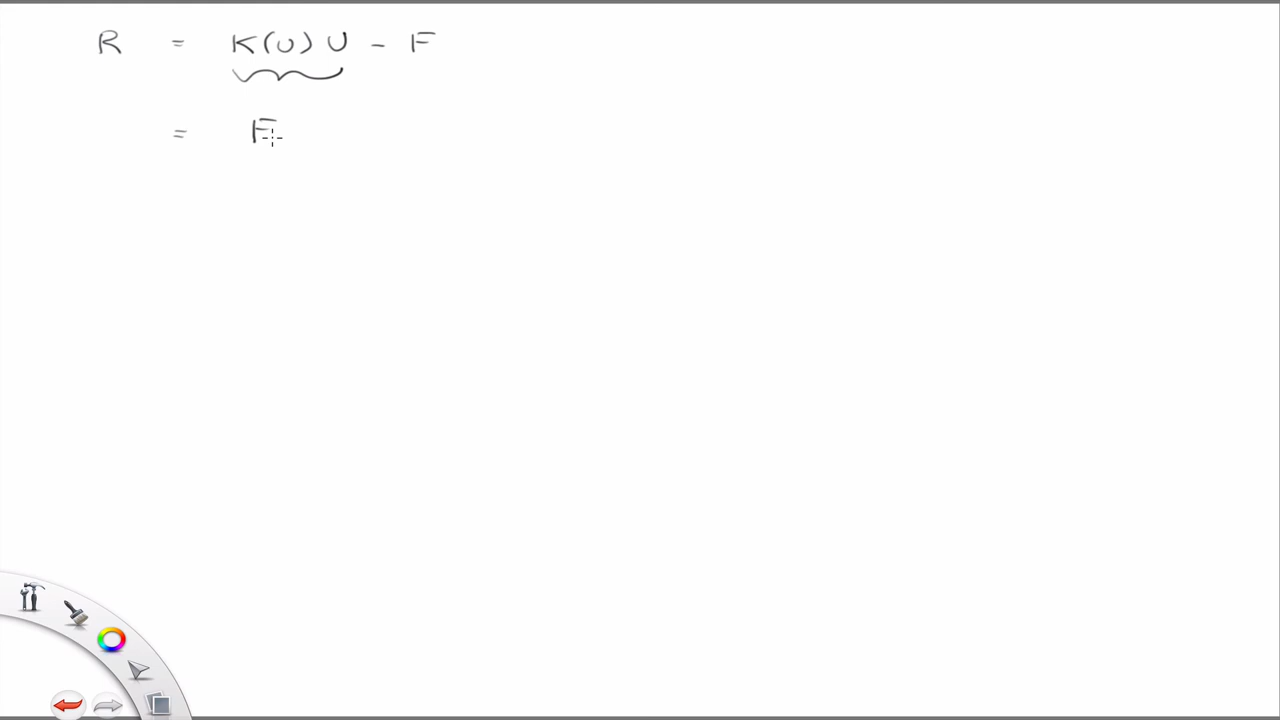 R = K(U) U - F
= F